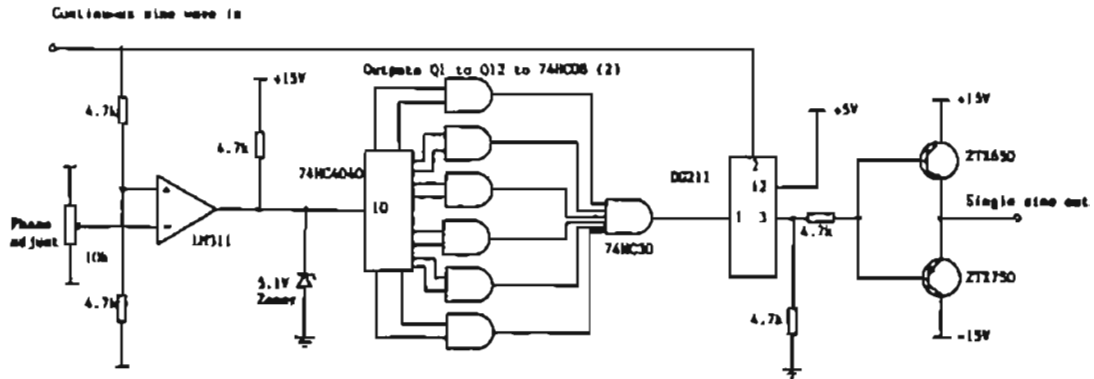 Continuous sine wave in
Outputs Q1 to Q12 to 74HC08 (2)
+15V
4.7k
4.7k
74HC4040
10
Phase
adjust
10k
LM311
4.7k
5.1V
Zener
74HC30
DG211
2
12
1
3
+5V
4.7k
4.7k
+15V
ZTX650
Single sine out
ZTX750
-15V